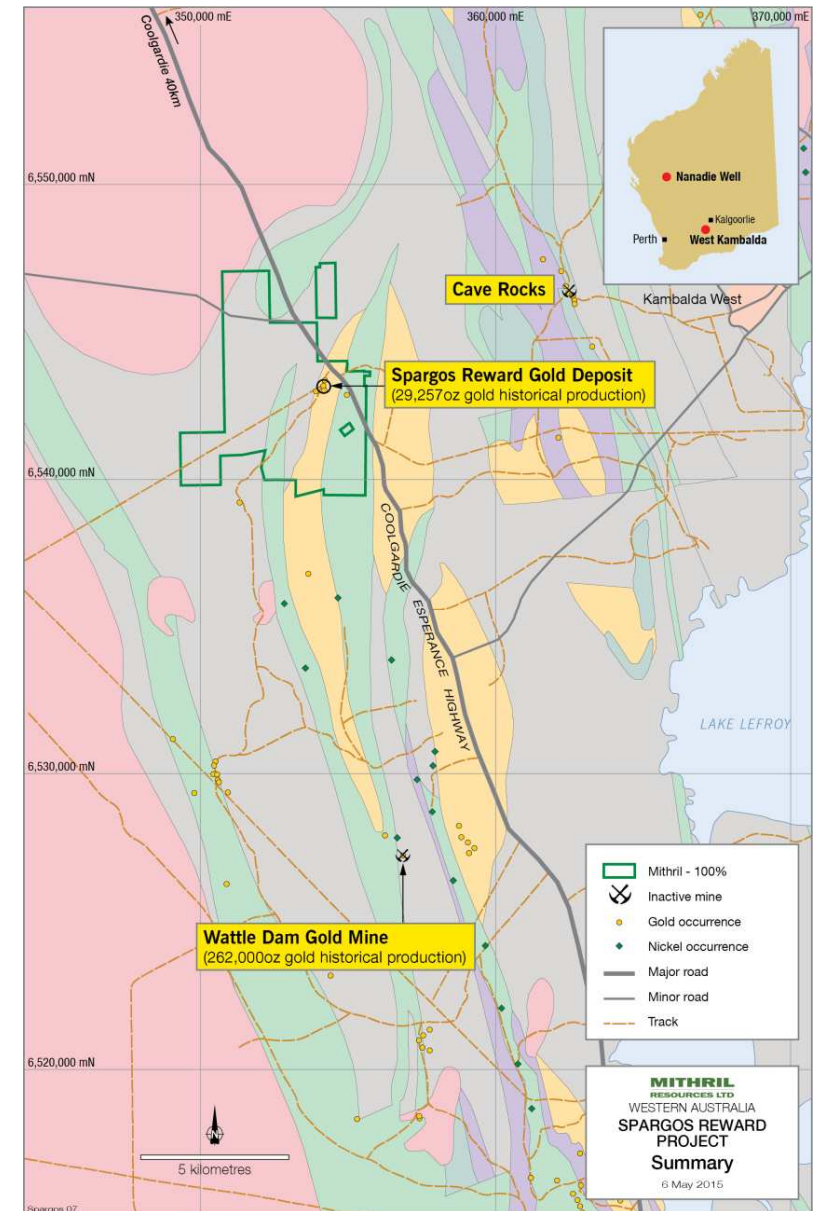 350,000 mE
360,000 mE
370,000 mE
Coolgardie 40km
6,550,000 mN
Nanadie Well
Kalgoorlie
Perth
West Kambalda
Cave Rocks
Kambalda West
Spargos Reward Gold Deposit
(29,257oz gold historical production)
6,540,000 mN
COOLGARDIE ESPERANCE HIGHWAY
LAKE LEFROY
6,530,000 mN
Wattle Dam Gold Mine
(262,000oz gold historical production)
Mithril - 100%
Inactive mine
Gold occurrence
Nickel occurrence
Major road
Minor road
Track
6,520,000 mN
N
5 kilometres
MITHRIL
RESOURCES LTD
WESTERN AUSTRALIA
SPARGOS REWARD
PROJECT
Summary
6 May 2015
Spargos 07